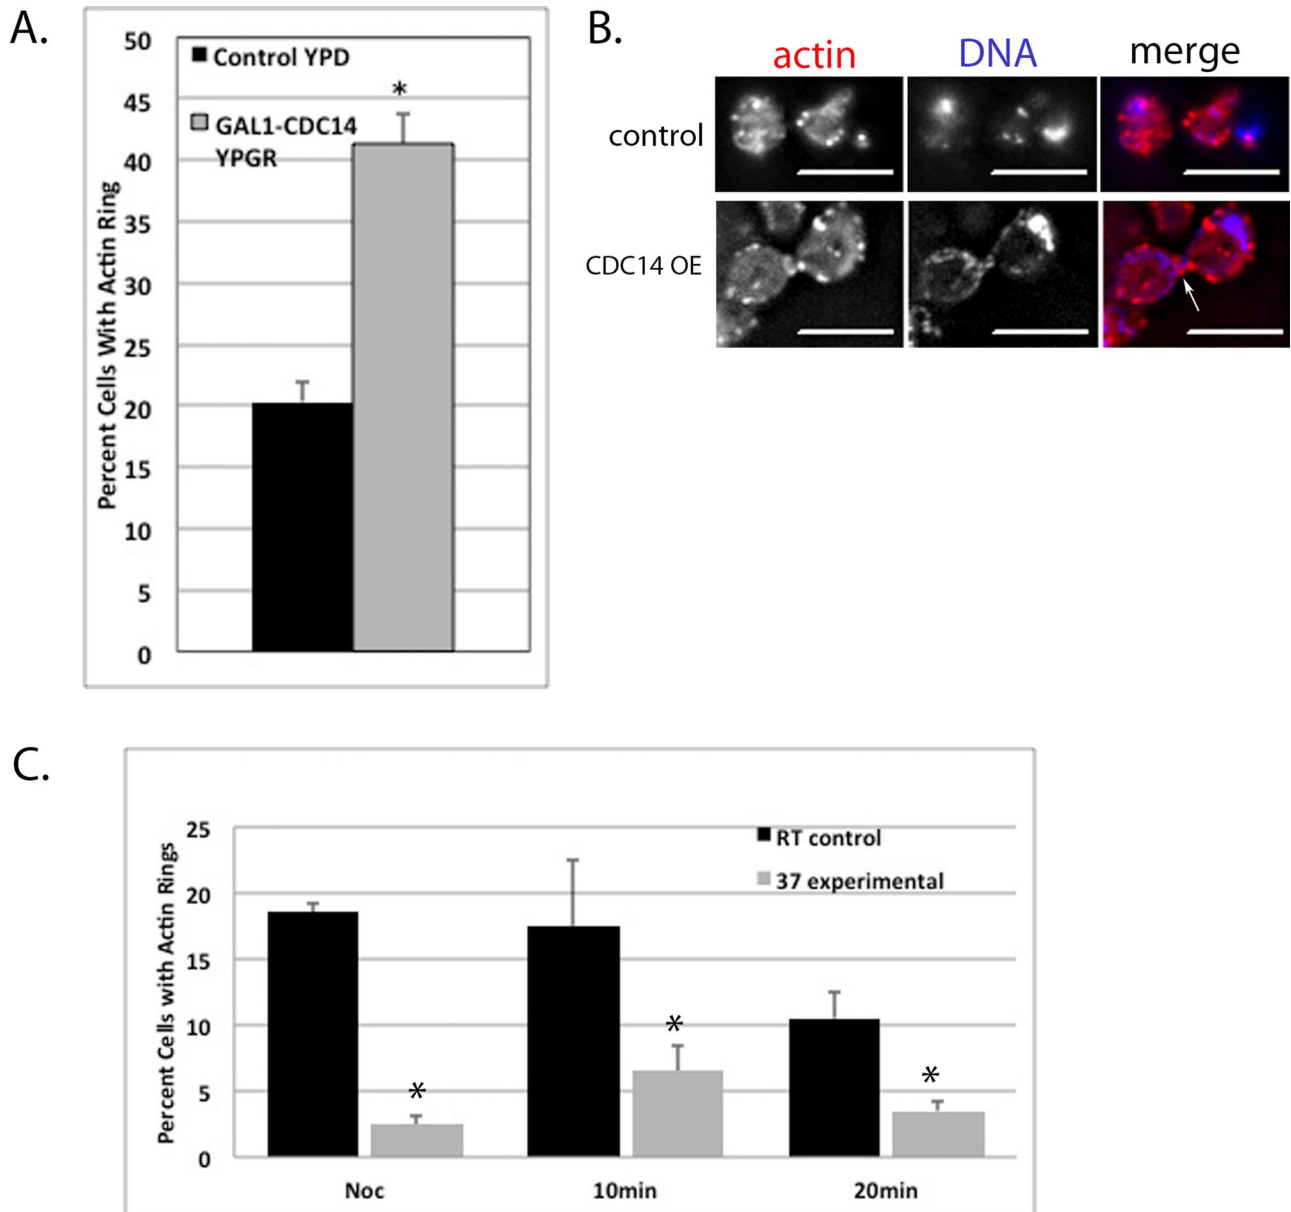 A.
50
45
40
35
30
25
20
15
10
5
0
Percent Cells With Actin Ring
Control YPD
GAL1-CDC14
YPGR
*
B.
actin DNA merge
control
CDC14 OE
C.
25
20
15
10
5
0
Percent Cells with Actin Rings
RT control
37 experimental
*
*
*
Noc 10min 20min